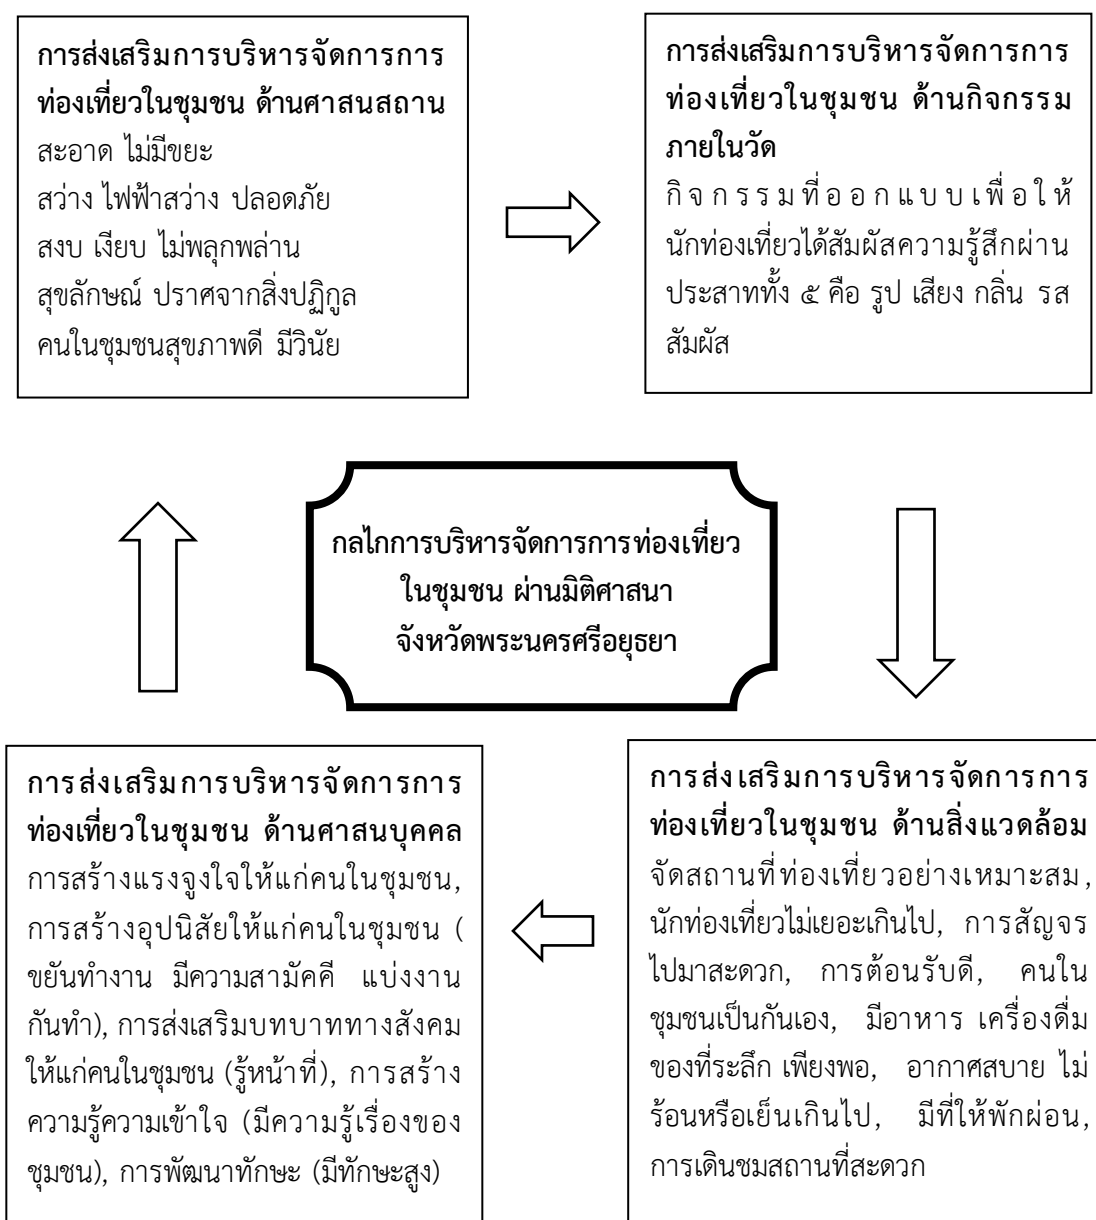 การส่งเสริมการบริหารจัดการการ
ท่องเที่ยวในชุมชน ด้านศาสนสถาน
สะอาด ไม่มีขยะ
สว่าง ไฟฟ้าสว่าง ปลอดภัย
สงบ เงียบ ไม่พลุกพล่าน
สุขลักษณ์ ปราศจากสิ่งปฏิกูล
คนในชุมชนสุขภาพดี มีวินัย
การส่งเสริมการบริหารจัดการการ
ท่องเที่ยวในชุมชน ด้านกิจกรรม
ภายในวัด
กิจกรรมที่ออกแบบเพื่อให้
นักท่องเที่ยวได้สัมผัสความรู้สึกผ่าน
ประสาททั้ง ๕ คือ รูป เสียง กลิ่น รส
สัมผัส
กลไกการบริหารจัดการการท่องเที่ยว
ในชุมชน ผ่านมิติศาสนา
จังหวัดพระนครศรีอยุธยา
การส่งเสริมการบริหารจัดการการ
ท่องเที่ยวในชุมชน ด้านศาสนบุคคล
การสร้างแรงจูงใจให้แก่คนในชุมชน,
การสร้างอุปนิสัยให้แก่คนในชุมชน (
ขยันทำงาน มีความสามัคคี แบ่งงาน
กันทำ), การส่งเสริมบทบาททางสังคม
ให้แก่คนในชุมชน (รู้หน้าที่), การสร้าง
ความรู้ความเข้าใจ (มีความรู้เรื่องของ
ชุมชน), การพัฒนาทักษะ (มีทักษะสูง)
การส่งเสริมการบริหารจัดการการ
ท่องเที่ยวในชุมชน ด้านสิ่งแวดล้อม
จัดสถานที่ท่องเที่ยวอย่างเหมาะสม,
นักท่องเที่ยวไม่เยอะเกินไป, การสัญจร
ไปมาสะดวก, การต้อนรับดี, คนใน
ชุมชนเป็นกันเอง, มีอาหาร เครื่องดื่ม
ของที่ระลึก เพียงพอ, อากาศสบาย ไม่
ร้อนหรือเย็นเกินไป, มีที่ให้พักผ่อน,
การเดินชมสถานที่สะดวก